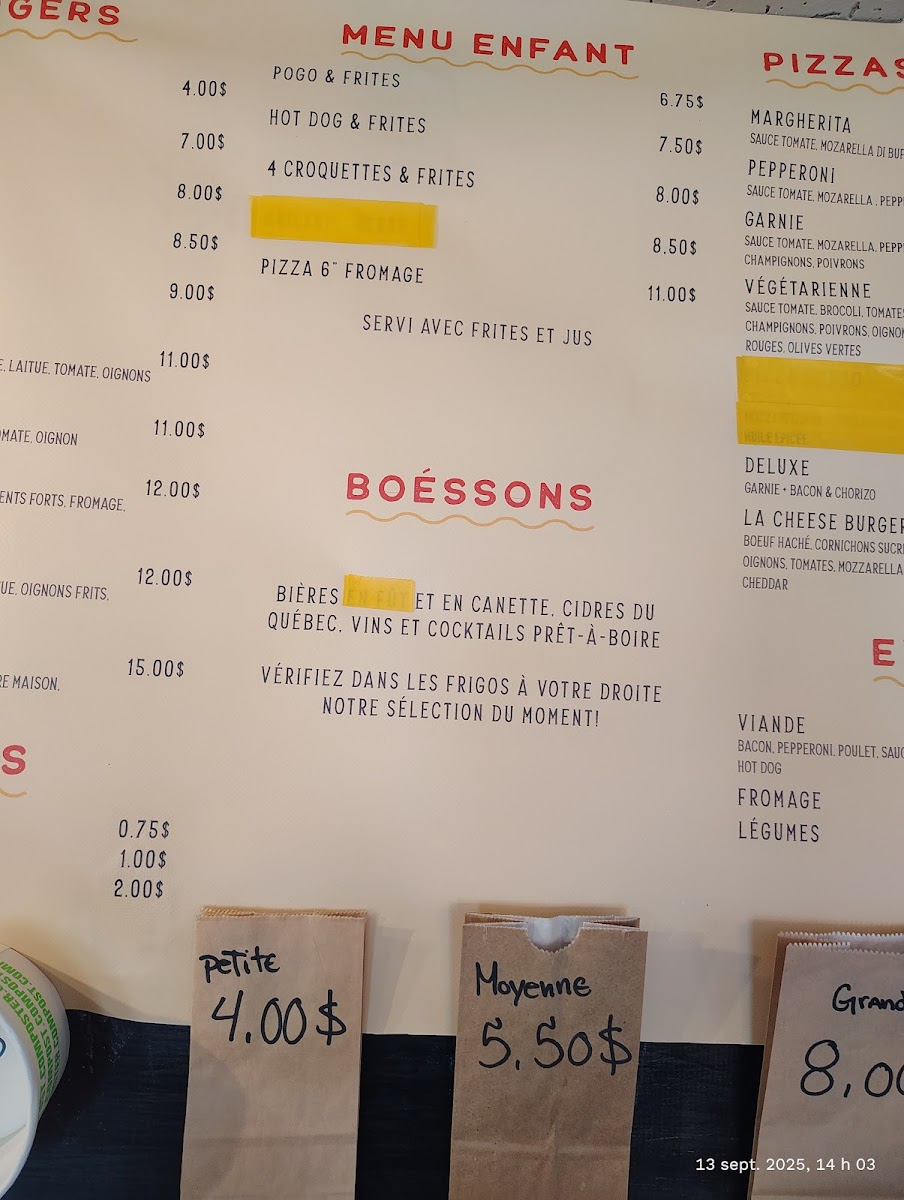 GERS
4.00$
7.00$
8.00$
8.50$
9.00$
11.00$
LAITUE, TOMATE, OIGNONS
11.00$
OIGNON
12.00$
FORTS, FROMAGE,
12.00$
OIGNONS FRITS,
15.00$
MAISON,
S
0.75$
1.00$
2.00$
MENU ENFANT
POGO & FRITES
6.75$
HOT DOG & FRITES
7.50$
4 CROQUETTES & FRITES
8.00$
8.50$
PIZZA 6" FROMAGE
11.00$
SERVI AVEC FRITES ET JUS
BOÉSSONS
BIÈRES EN FÛT ET EN CANETTE, CIDRES DU
QUÉBEC, VINS ET COCKTAILS PRÊT-À-BOIRE
VÉRIFIEZ DANS LES FRIGOS À VOTRE DROITE
NOTRE SÉLECTION DU MOMENT!
PIZZAS
MARGHERITA
SAUCE TOMATE, MOZARELLA DI BUF
PEPPERONI
SAUCE TOMATE, MOZARELLA, PEPP
GARNIE
SAUCE TOMATE, MOZARELLA, PEPP
CHAMPIGNONS, POIVRONS
VÉGÉTARIENNE
SAUCE TOMATE, BROCOLI, TOMATES
CHAMPIGNONS, POIVRONS, OIGNON
ROUGES, OLIVES VERTES
HUILE ÉPICÉE
DELUXE
GARNIE + BACON & CHORIZO
LA CHEESE BURGER
BOEUF HACHÉ, CORNICHONS SUCR
OIGNONS, TOMATES, MOZZARELLA
CHEDDAR
E
VIANDE
BACON, PEPPERONI, POULET, SAUC
HOT DOG
FROMAGE
LÉGUMES
petite
4.00$
Moyenne
5.50$
Grand
8,00
COMPOST
13 sept. 2025, 14 h 03